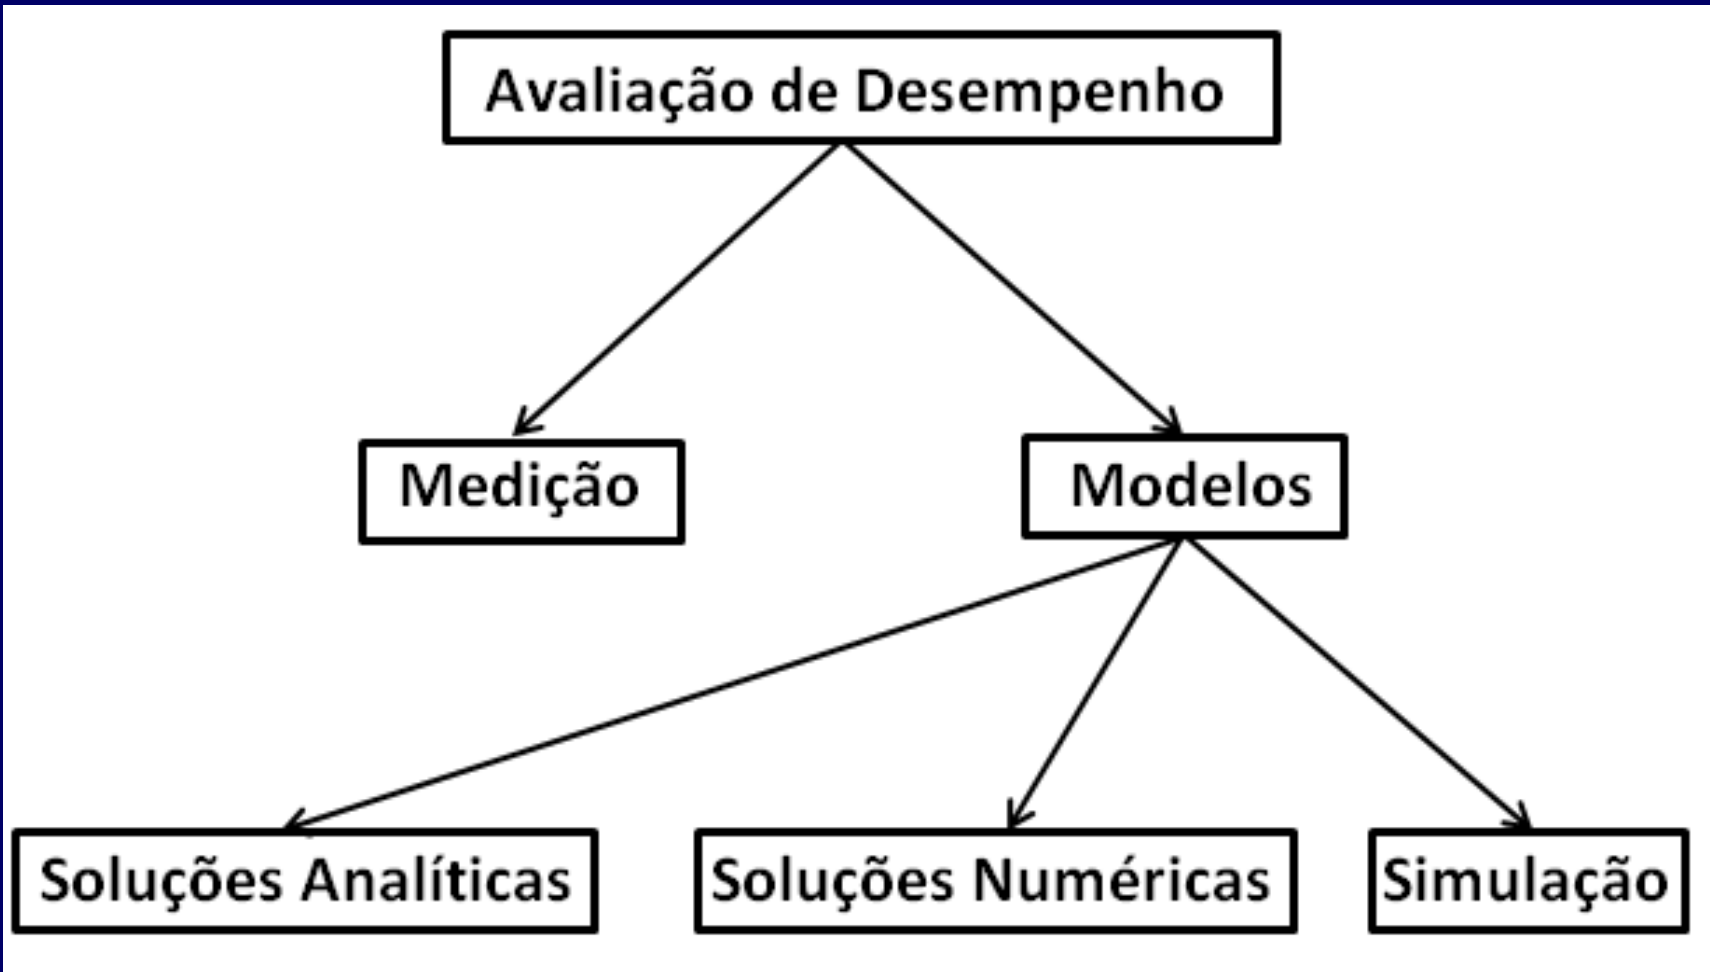 Avaliação de Desempenho
Medição
Modelos
Soluções Analíticas
Soluções Numéricas
Simulação